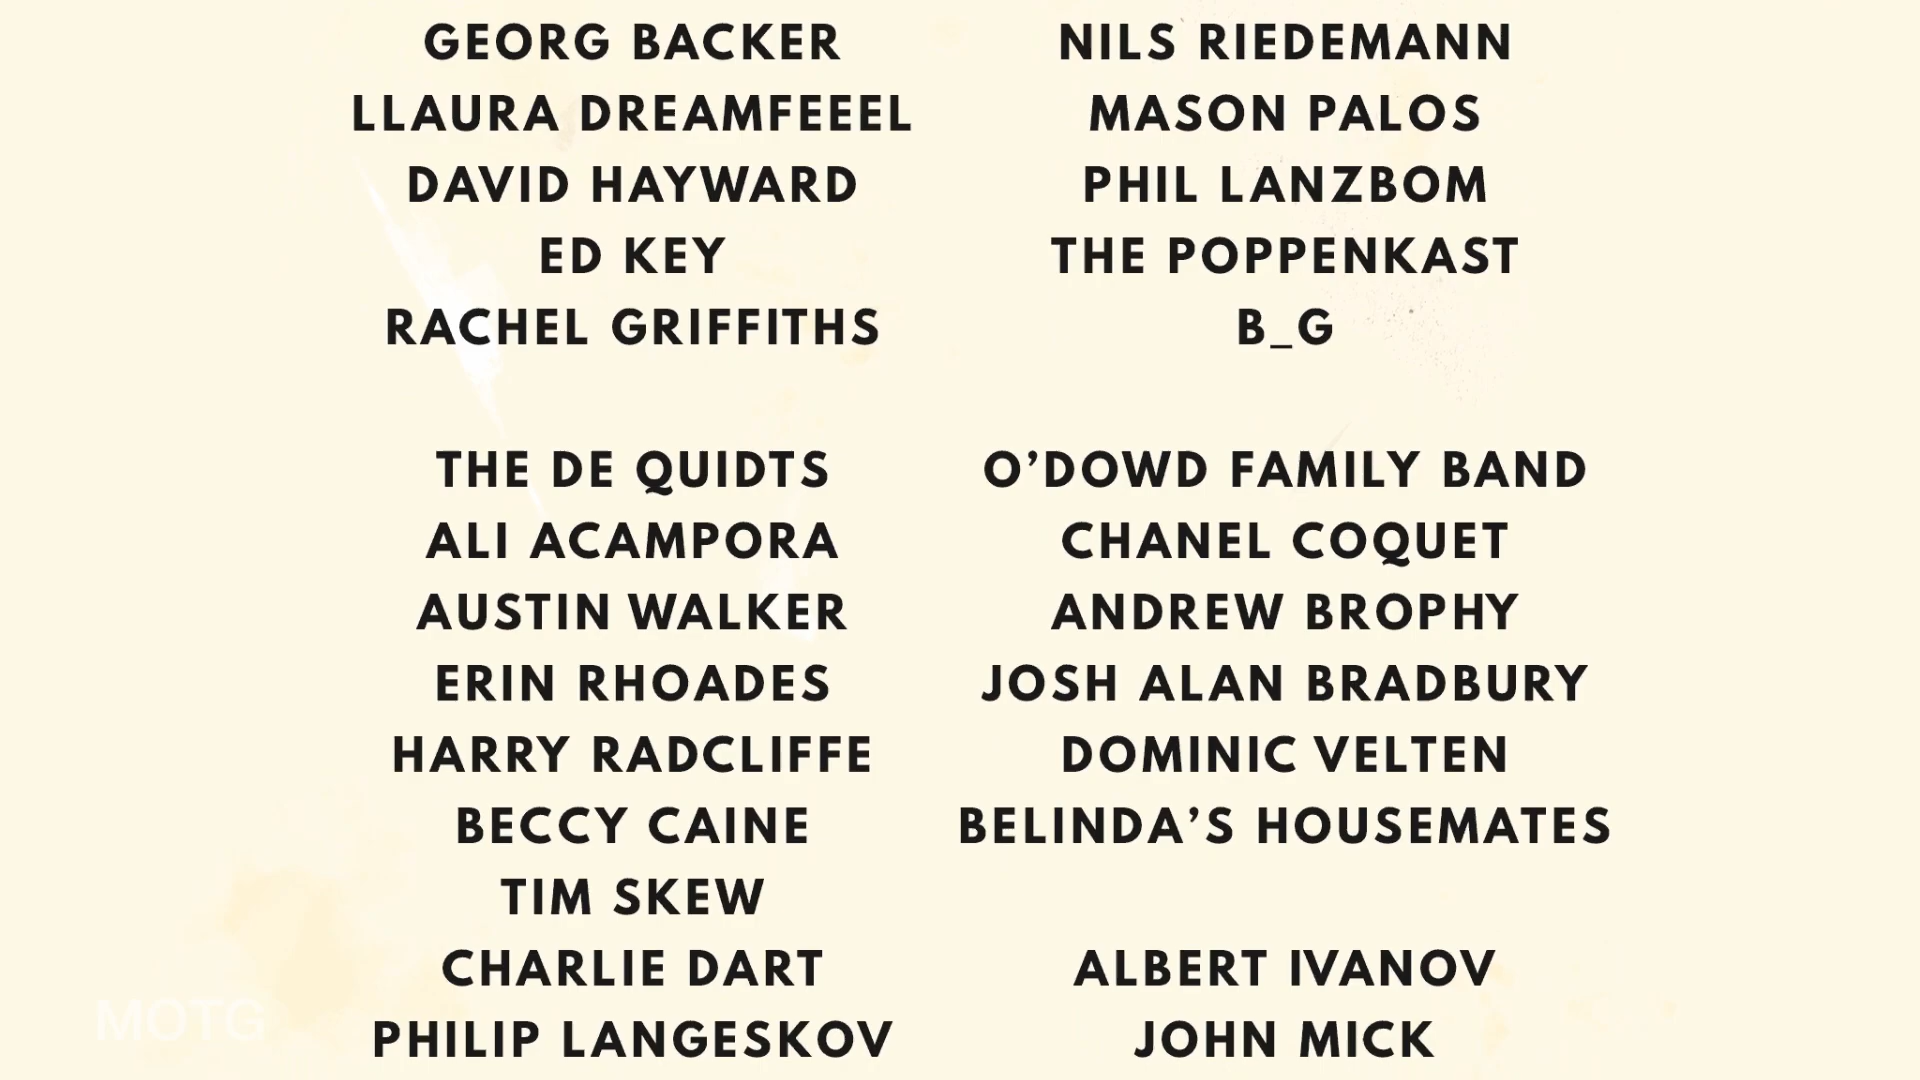 GEORG BACKER
LLAURA DREAMFEEEL
DAVID HAYWARD
ED KEY
RACHEL GRIFFITHS
THE DE QUIDTS
ALI ACAMPORA
AUSTIN WALKER
ERIN RHOADES
HARRY RADCLIFFE
BECCY CAINE
TIM SKEW
CHARLIE DART
PHILIP LANGESKOV
NILS RIEDEMANN
MASON PALOS
PHIL LANZBOM
THE POPPENKAST
B_G
O’DOWD FAMILY BAND
CHANEL COQUET
ANDREW BROPHY
JOSH ALAN BRADBURY
DOMINIC VELTEN
BELINDA’S HOUSEMATES
ALBERT IVANOV
JOHN MICK
MOTG